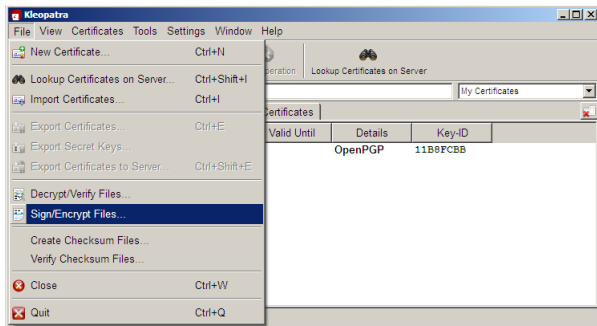 Kleopatra
File View Certificates Tools Settings Window Help
New Certificate... Ctrl+N
Lookup Certificates on Server... Ctrl+Shift+I
Import Certificates... Ctrl+I
Export Certificates... Ctrl+E
Export Secret Keys...
Export Certificates to Server... Ctrl+Shift+E
Decrypt/Verify Files...
Sign/Encrypt Files...
Create Checksum Files...
Verify Checksum Files...
Close Ctrl+W
Quit Ctrl+Q
peration Lookup Certificates on Server
My Certificates
Certificates
Valid Until Details Key-ID
OpenPGP 11B8FCBB